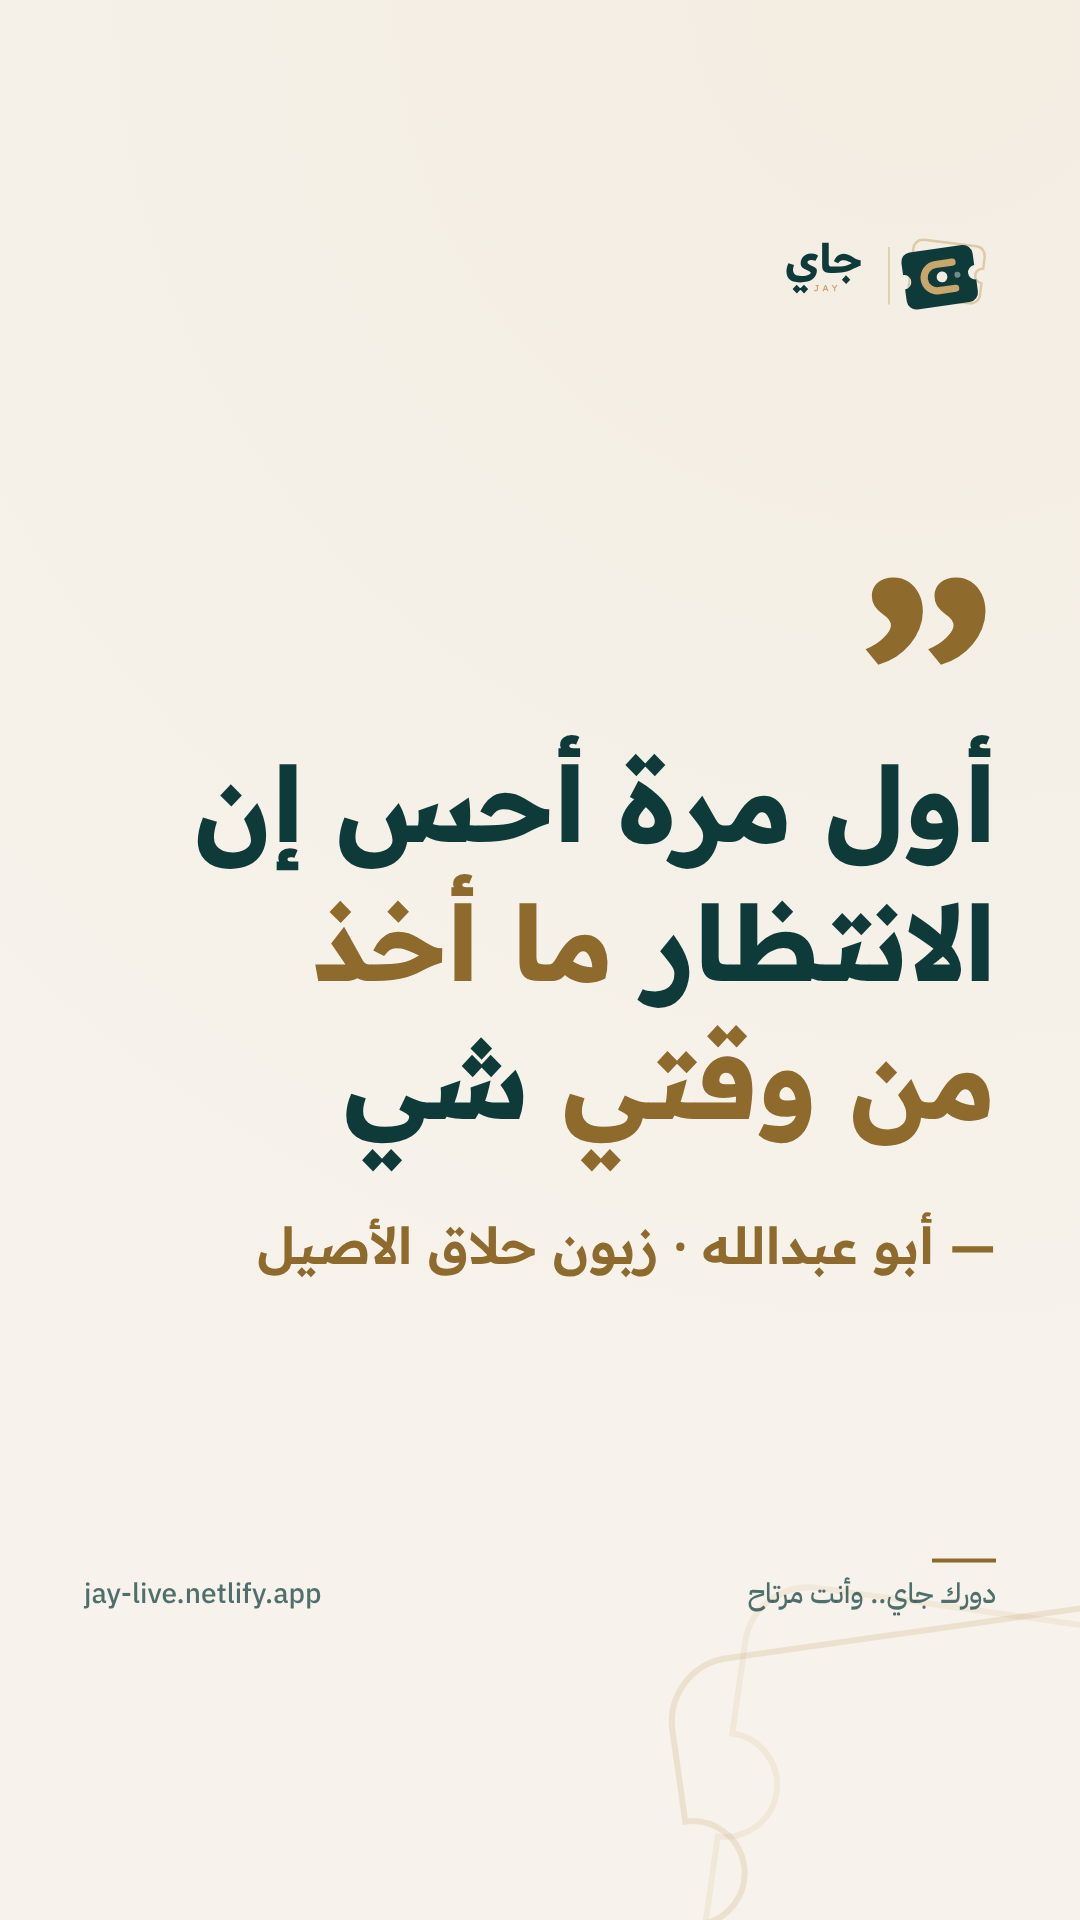 جاي
JAY
”
أول مرة أحس إن
الانتظار ما أخذ
من وقتي شي
— أبو عبدالله · زبون حلاق الأصيل
دورك جاي.. وأنت مرتاح
jay-live.netlify.app